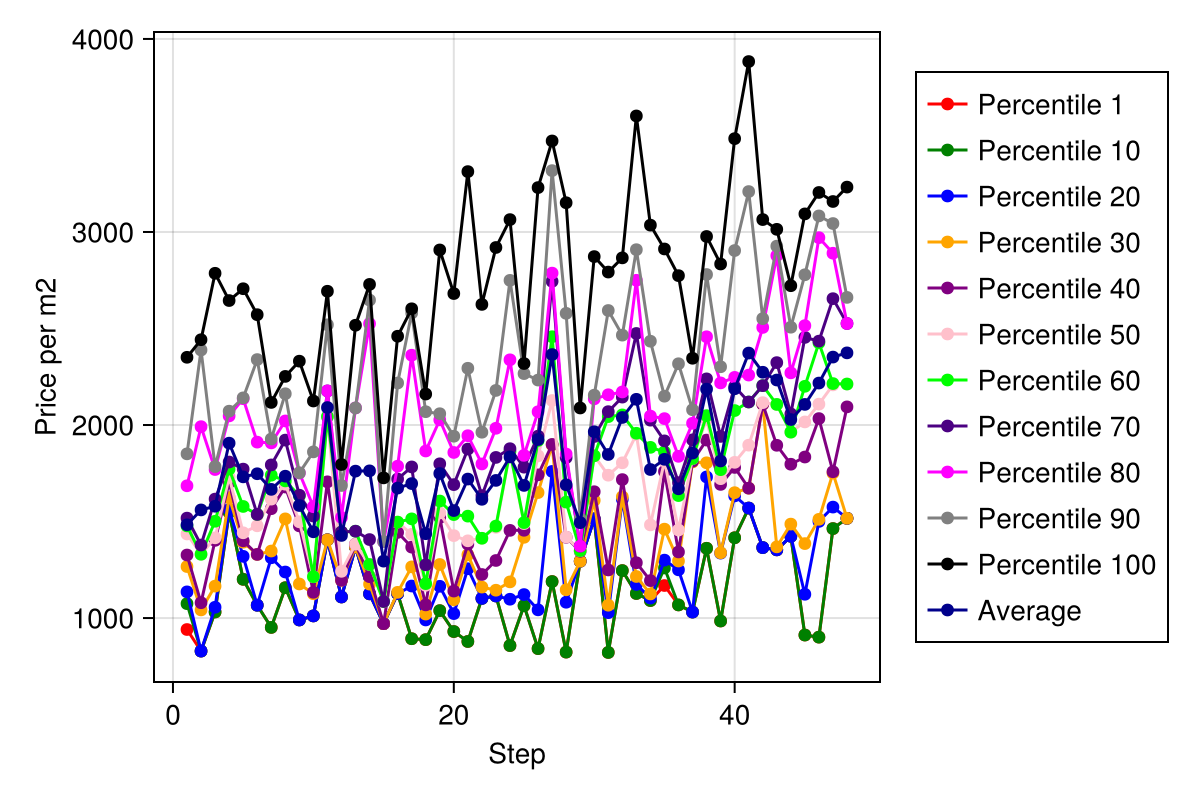 4000
3000
2000
1000
Price per m2
0
20
40
Step
Percentile 1
Percentile 10
Percentile 20
Percentile 30
Percentile 40
Percentile 50
Percentile 60
Percentile 70
Percentile 80
Percentile 90
Percentile 100
Average